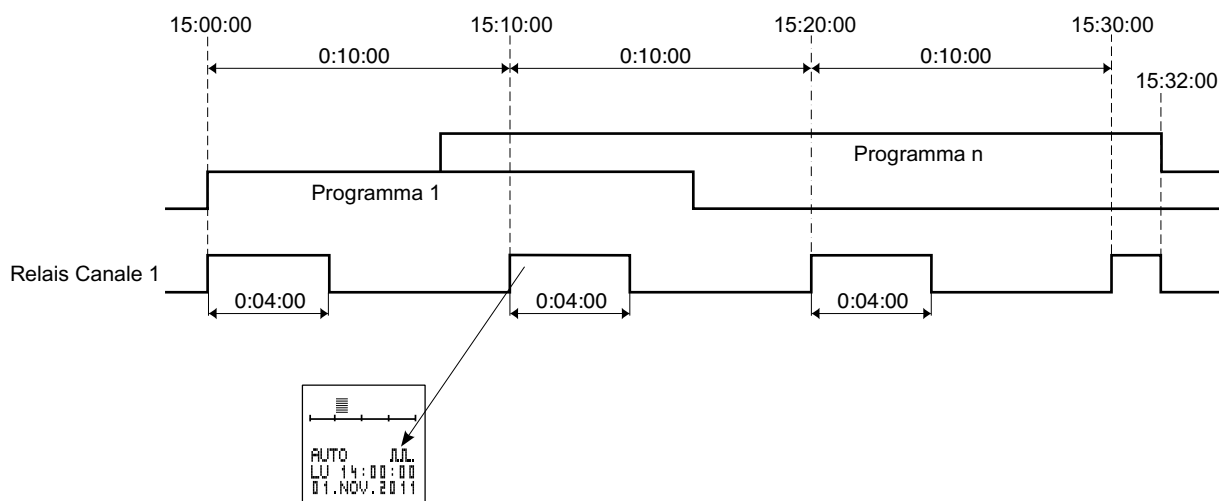 15:00:00 15:10:00 15:20:00 15:30:00
0:10:00 0:10:00 0:10:00
15:32:00
Programma n
Programma 1
Relais Canale 1
0:04:00 0:04:00 0:04:00
AUTO
LU 14:00:00
01.NOV.2011